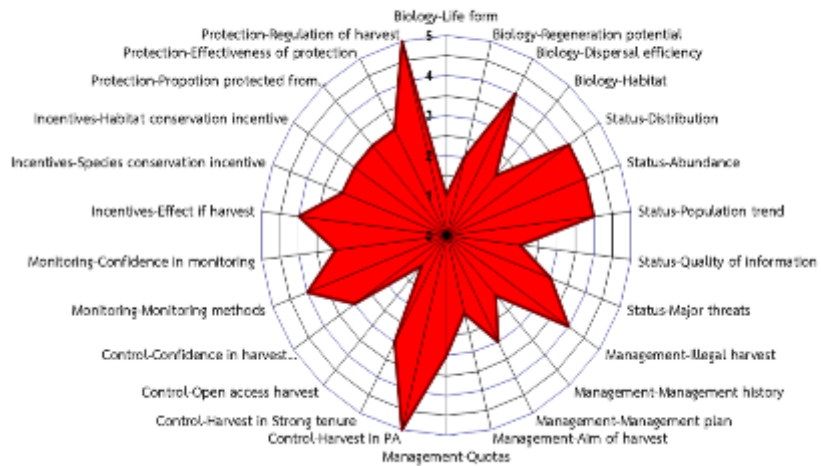 Biology-Life form
Protection-Regulation of harvest
Biology-Regeneration potential
Protection-Effectiveness of protection
Biology-Dispersal efficiency
Protection-Propotion protected from...
Biology-Habitat
Incentives-Habitat conservation incentive
Status-Distribution
Incentives-Species conservation incentive
Status-Abundance
Incentives-Effect if harvest
Status-Population trend
Monitoring-Confidence in monitoring
Status-Quality of information
Monitoring-Monitoring methods
Status-Major threats
Control-Confidence in harvest...
Management-Illegal harvest
Control-Open access harvest
Management-Management history
Control-Harvest in Strong tenure
Management-Management plan
Control-Harvest in PA
Management-Aim of harvest
Management-Quotas
5
4
3
2
1